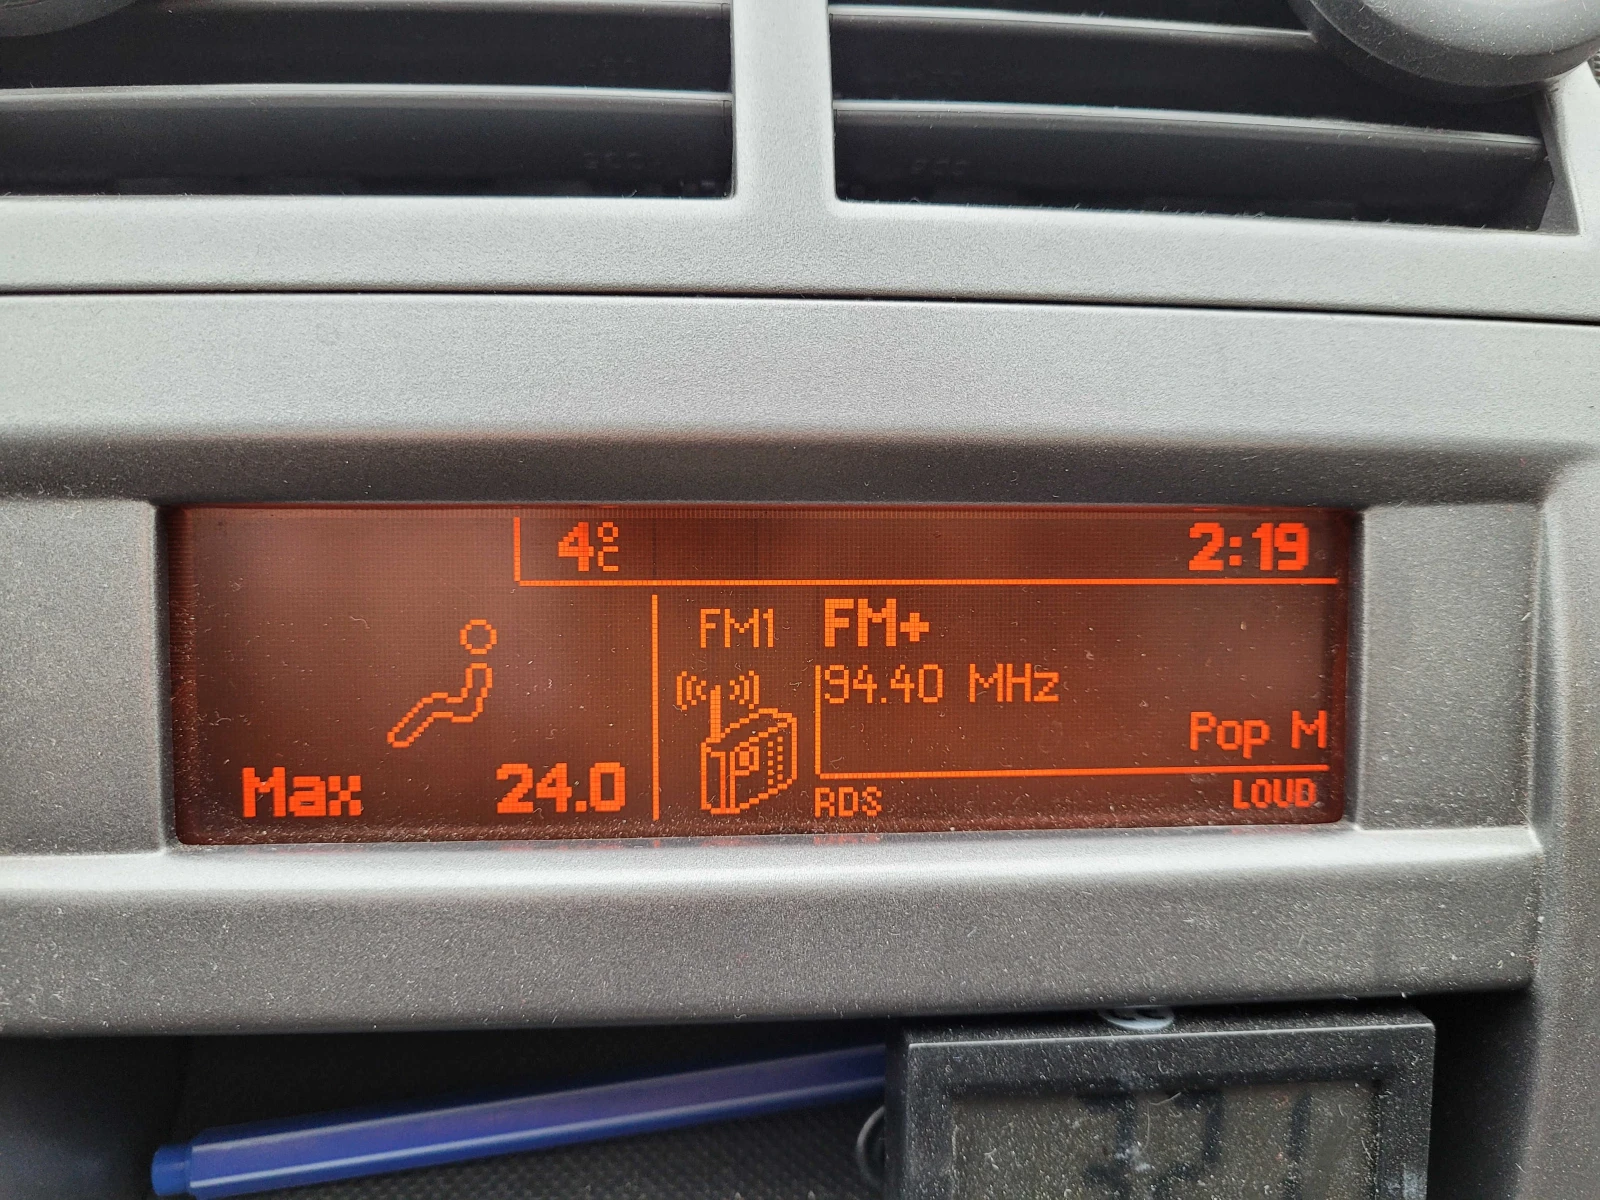 4°C 2:19
FM1 FM+
94.40 MHz
Pop M
Max 24.0
RDS LOUD